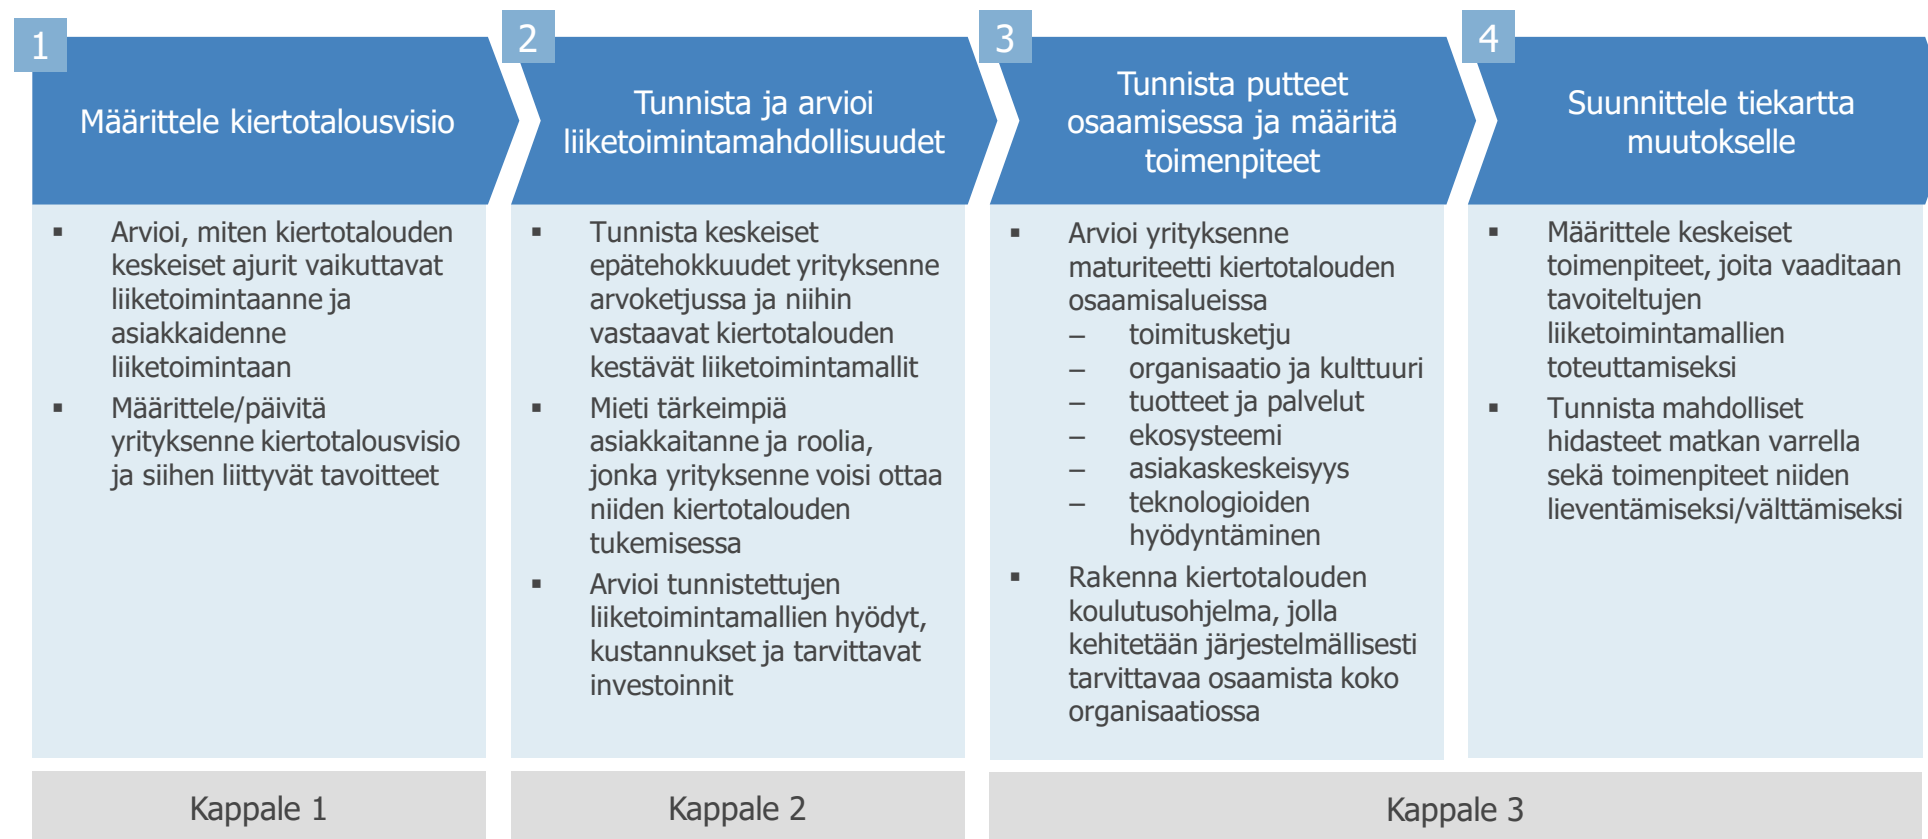 1
Määrittele kiertotalousvisio
▪ Arvioi, miten kiertotalouden
keskeiset ajurit vaikuttavat
liiketoimintaanne ja
asiakkaidenne
liiketoimintaan
▪ Määrittele/päivitä
yrityksenne kiertotalousvisio
ja siihen liittyvät tavoitteet
Kappale 1
2
Tunnista ja arvioi
liiketoimintamahdollisuudet
▪ Tunnista keskeiset
epätehokkuudet yrityksenne
arvoketjussa ja niihin
vastaavat kiertotalouden
kestävät liiketoimintamallit
▪ Mieti tärkeimpiä
asiakkaitanne ja roolia,
jonka yrityksenne voisi ottaa
niiden kiertotalouden
tukemisessa
▪ Arvioi tunnistettujen
liiketoimintamallien hyödyt,
kustannukset ja tarvittavat
investoinnit
Kappale 2
3
Tunnista putteet
osaamisessa ja määritä
toimenpiteet
▪ Arvioi yrityksenne
maturiteetti kiertotalouden
osaamisalueissa
– toimitusketju
– organisaatio ja kulttuuri
– tuotteet ja palvelut
– ekosysteemi
– asiakaskeskeisyys
– teknologioiden
hyödyntäminen
▪ Rakenna kiertotalouden
koulutusohjelma, jolla
kehitetään järjestelmällisesti
tarvittavaa osaamista koko
organisaatiossa
4
Suunnittele tiekartta
muutokselle
▪ Määrittele keskeiset
toimenpiteet, joita vaaditaan
tavoiteltujen
liiketoimintamallien
toteuttamiseksi
▪ Tunnista mahdolliset
hidasteet matkan varrella
sekä toimenpiteet niiden
lieventämiseksi/välttämiseksi
Kappale 3